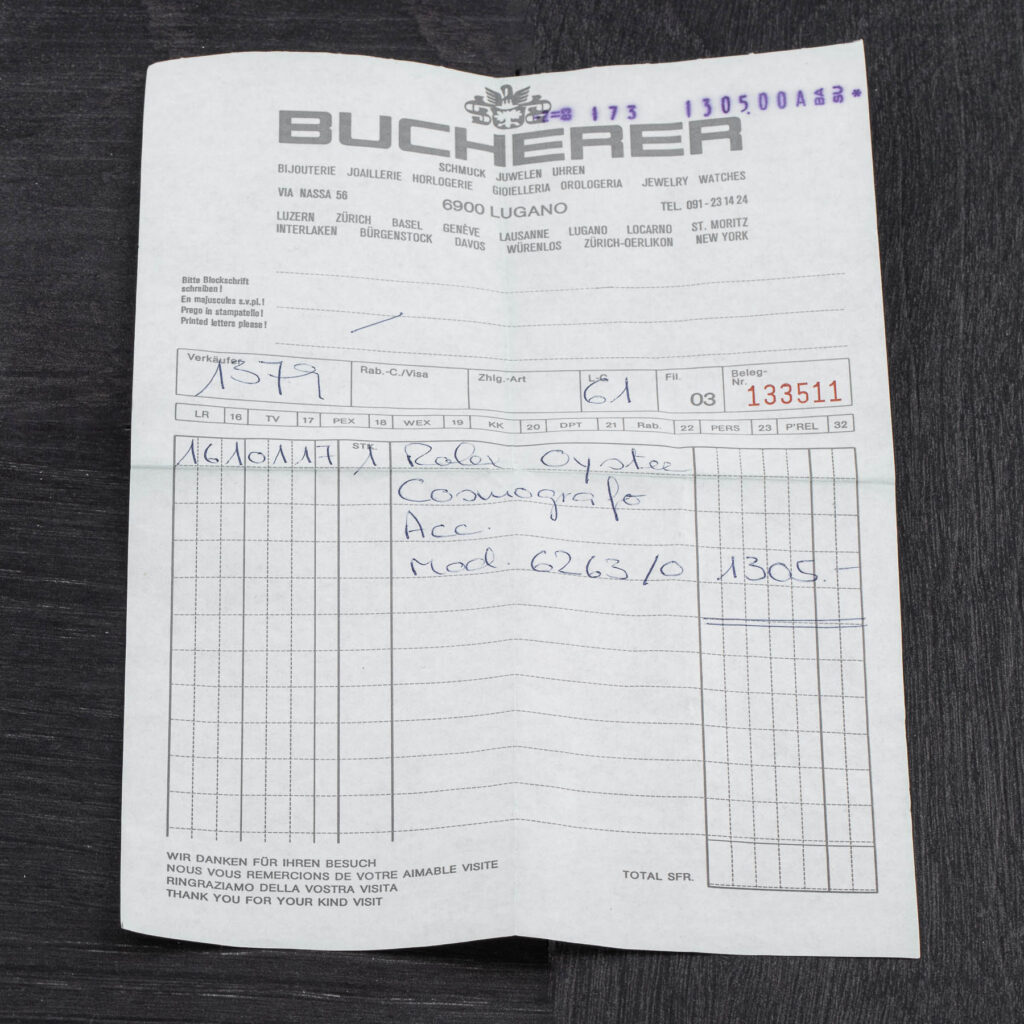 173 130500A BA SU *
BUCHERER
SCHMUCK JUWELEN UHREN
BIJOUTERIE JOAILLERIE HORLOGERIE GIOIELLERIA OROLOGERIA JEWELRY WATCHES
VIA NASSA 56 6900 LUGANO TEL. 091-23 14 24
LUZERN ZÜRICH BASEL GENÈVE LAUSANNE LUGANO LOCARNO ST. MORITZ
INTERLAKEN BÜRGENSTOCK DAVOS WÜRENLOS ZÜRICH-OERLIKON NEW YORK
Bitte Blockschrift
schreiben!
En majuscules s.v.pl.!
Prego in stampatello!
Printed letters please!
Verkäufer 1379 Rab.-C./Visa Zhlg.-Art L-G 61 Fil. 03 Beleg-Nr. 133511
LR 16 TV 17 PEX 18 WEX 19 KK 20 DPT 21 Rab. 22 PERS 23 P'REL 32
1610117 STK 1 Rolex Oyster
Cosmografo
Acc.
Mod. 6263/0 1305.—
WIR DANKEN FÜR IHREN BESUCH
NOUS VOUS REMERCIONS DE VOTRE AIMABLE VISITE
RINGRAZIAMO DELLA VOSTRA VISITA
THANK YOU FOR YOUR KIND VISIT
TOTAL SFR.